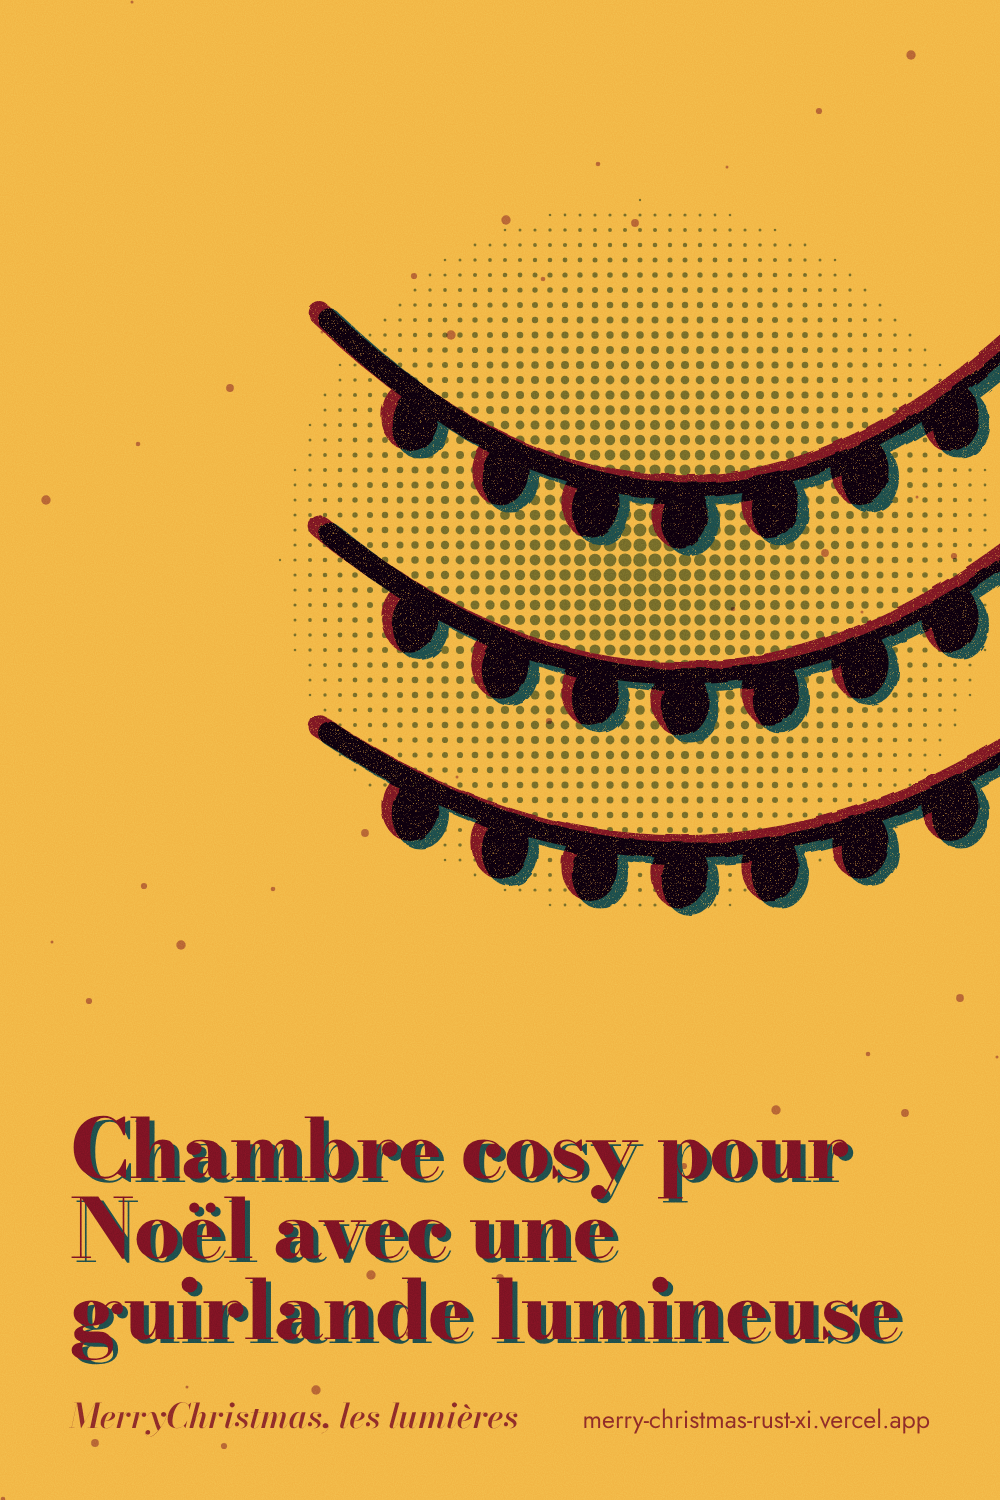 Chambre cosy pour
Noël avec une
guirlande lumineuse
MerryChristmas, les lumières
merry-christmas-rust-xi.vercel.app